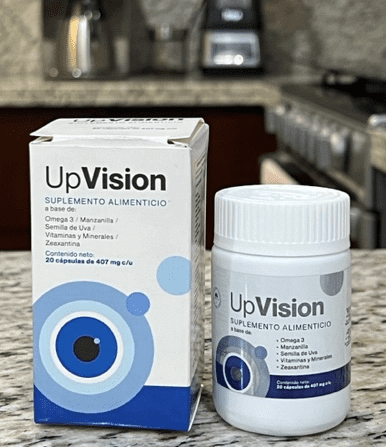 UpVision
SUPLEMENTO ALIMENTICIO
a base de:
Omega 3 / Manzanilla /
Semilla de Uva /
Vitaminas y Minerales /
Zeaxantina
Contenido neto:
20 cápsulas de 407 mg c/u
UpVision
SUPLEMENTO ALIMENTICIO
a base de:
• Omega 3
• Manzanilla
• Semilla de Uva
• Vitaminas y Minerales
• Zeaxantina
Contenido neto:
20 cápsulas de 407 mg c/u